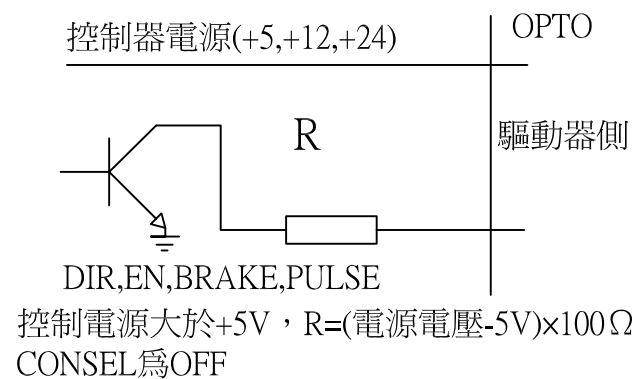 控制器電源(+5,+12,+24)
OPTO
R
驅動器側
DIR,EN,BRAKE,PULSE
控制電源大於+5V，R=(電源電壓-5V)×100Ω
CONSEL為OFF